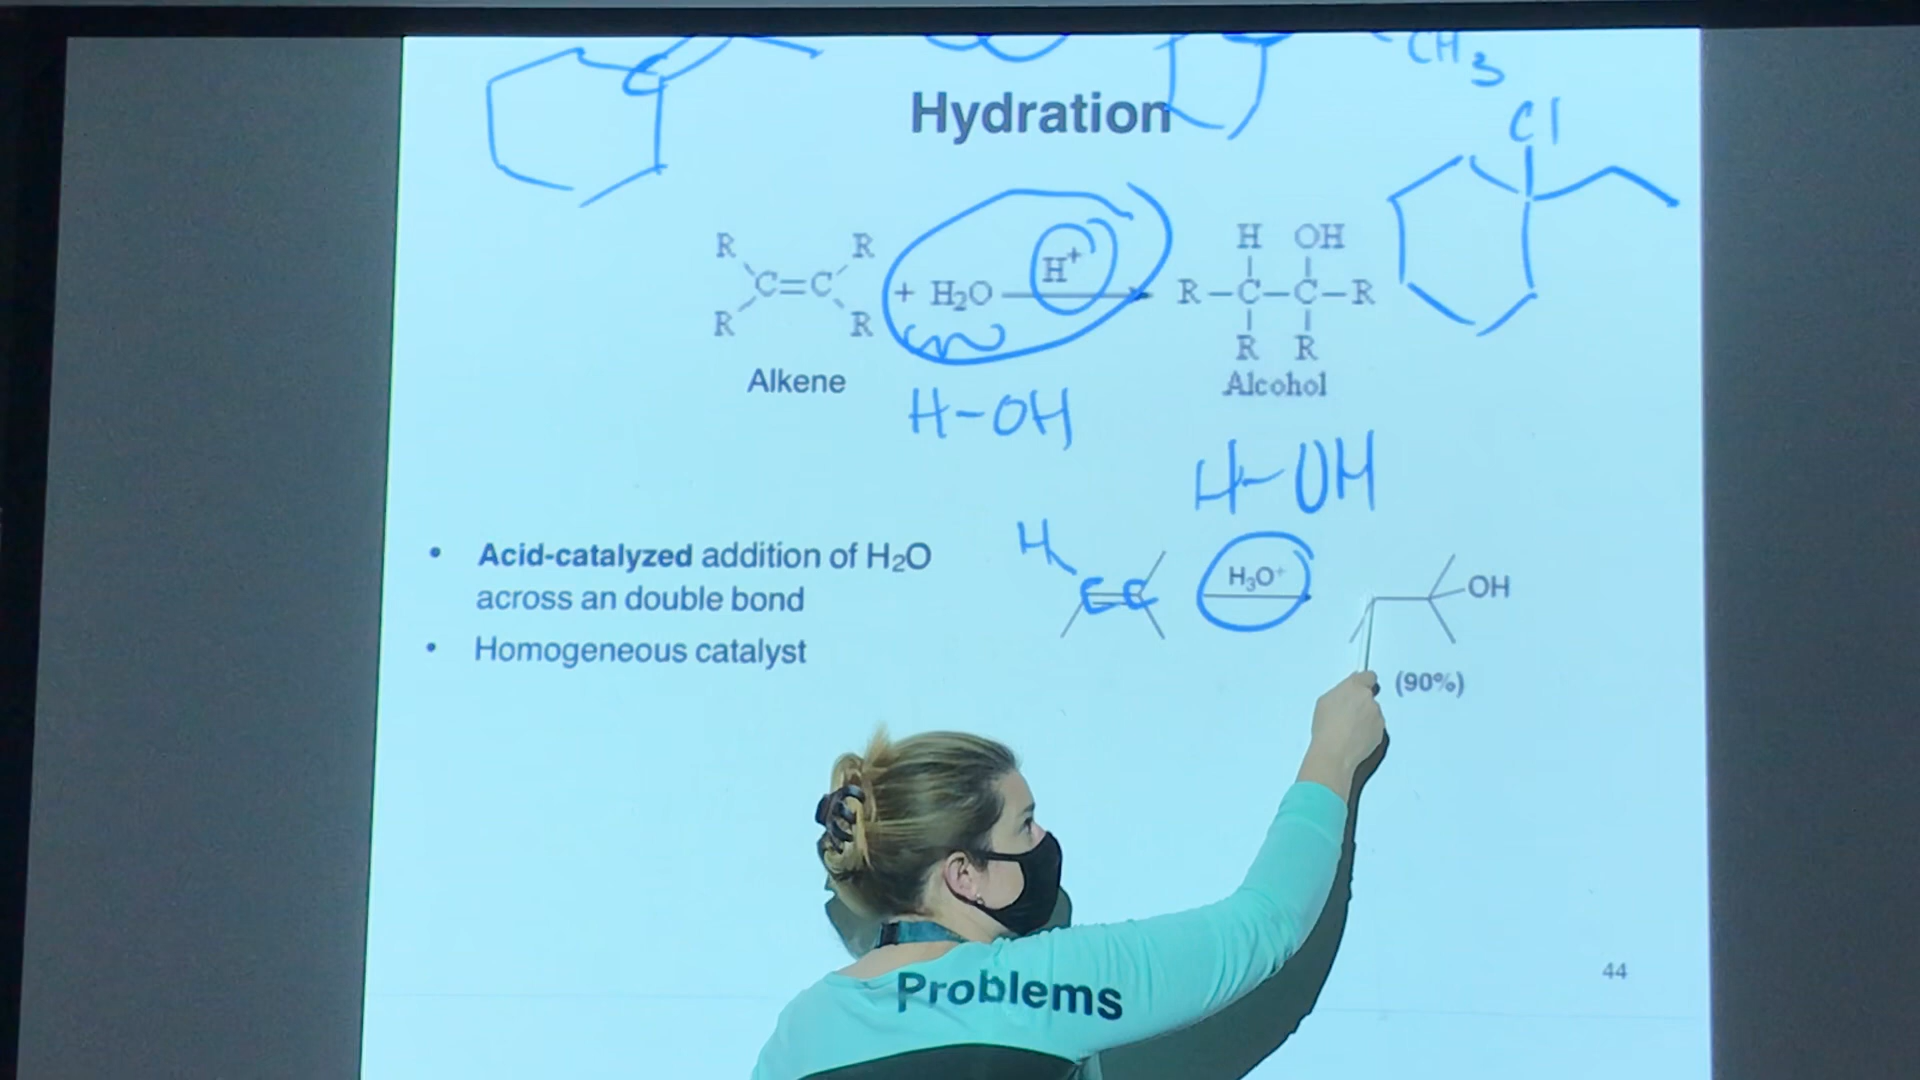 CH3
Hydration
Cl
R R
C=C
R R
+ H2O H+
H OH
R-C-C-R
R R
Alkene
Alcohol
H-OH
H-OH
• Acid-catalyzed addition of H2O
across an double bond
• Homogeneous catalyst
H
C C
H3O+
OH
(90%)
44
Problems